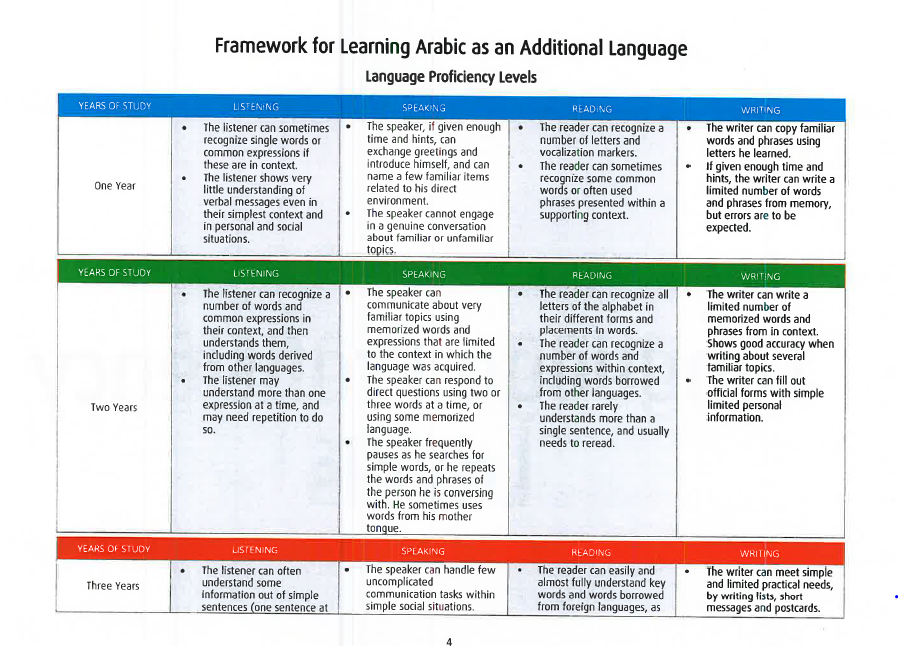 Framework for Learning Arabic as an Additional Language
Language Proficiency Levels
YEARS OF STUDY
LISTENING
SPEAKING
READING
WRITING
One Year
• The listener can sometimes
recognize single words or
common expressions if
these are in context.
• The listener shows very
little understanding of
verbal messages even in
their simplest context and
in personal and social
situations.
• The speaker, if given enough
time and hints, can
exchange greetings and
introduce himself, and can
name a few familiar items
related to his direct
environment.
• The speaker cannot engage
in a genuine conversation
about familiar or unfamiliar
topics.
• The reader can recognize a
number of letters and
vocalization markers.
• The reader can sometimes
recognize some common
words or often used
phrases presented within a
supporting context.
• The writer can copy familiar
words and phrases using
letters he learned.
• If given enough time and
hints, the writer can write a
limited number of words
and phrases from memory,
but errors are to be
expected.
YEARS OF STUDY
LISTENING
SPEAKING
READING
WRITING
Two Years
• The listener can recognize a
number of words and
common expressions in
their context, and then
understands them,
including words derived
from other languages.
• The listener may
understand more than one
expression at a time, and
may need repetition to do
so.
• The speaker can
communicate about very
familiar topics using
memorized words and
expressions that are limited
to the context in which the
language was acquired.
• The speaker can respond to
direct questions using two or
three words at a time, or
using some memorized
language.
• The speaker frequently
pauses as he searches for
simple words, or he repeats
the words and phrases of
the person he is conversing
with. He sometimes uses
words from his mother
tongue.
• The reader can recognize all
letters of the alphabet in
their different forms and
placements in words.
• The reader can recognize a
number of words and
expressions within context,
including words borrowed
from other languages.
• The reader rarely
understands more than a
single sentence, and usually
needs to reread.
• The writer can write a
limited number of
memorized words and
phrases from in context.
Shows good accuracy when
writing about several
familiar topics.
• The writer can fill out
official forms with simple
limited personal
information.
YEARS OF STUDY
LISTENING
SPEAKING
READING
WRITING
Three Years
• The listener can often
understand some
information out of simple
sentences (one sentence at
• The speaker can handle few
uncomplicated
communication tasks within
simple social situations.
• The reader can easily and
almost fully understand key
words and words borrowed
from foreign languages, as
• The writer can meet simple
and limited practical needs,
by writing lists, short
messages and postcards.
4